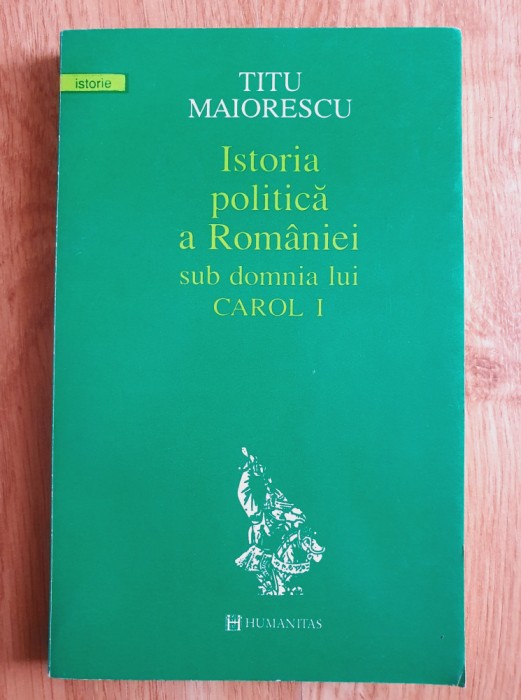 istorie
TITU
MAIORESCU
Istoria
politică
a României
sub domnia lui
CAROL I
HUMANITAS